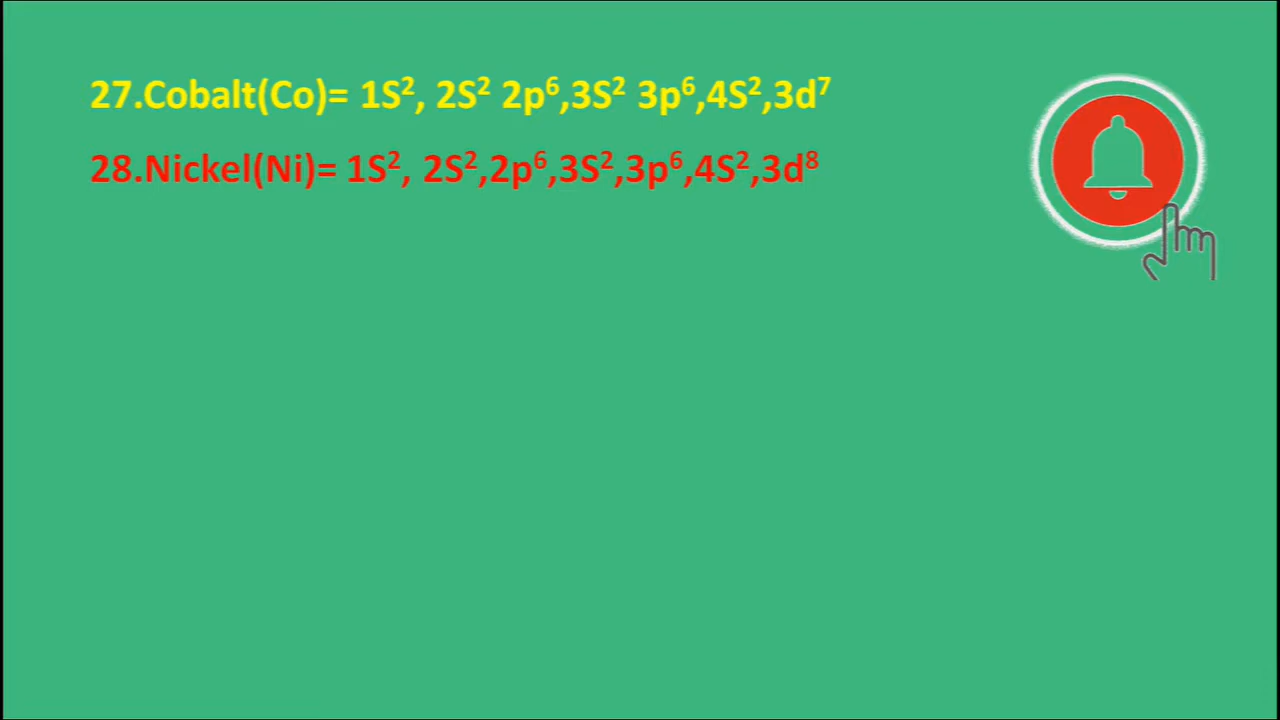 27.Cobalt(Co)= 1S², 2S² 2p⁶,3S² 3p⁶,4S²,3d⁷
28.Nickel(Ni)= 1S², 2S²,2p⁶,3S²,3p⁶,4S²,3d⁸